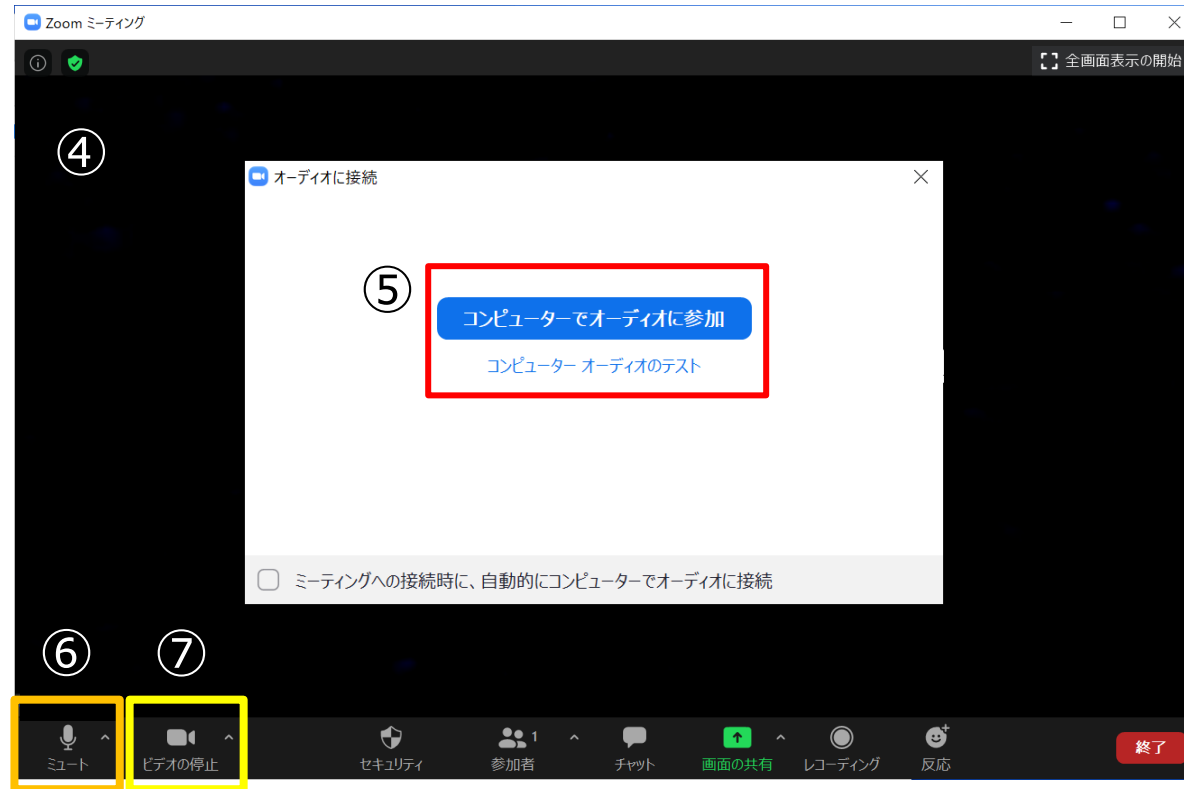 Zoom ミーティング
全画面表示の開始
④
オーディオに接続
⑤
コンピューターでオーディオに参加
コンピューター オーディオのテスト
ミーティングへの接続時に、自動的にコンピューターでオーディオに接続
⑥ ⑦
1
ミュート ビデオの停止 セキュリティ 参加者 チャット 画面の共有 レコーディング 反応 終了